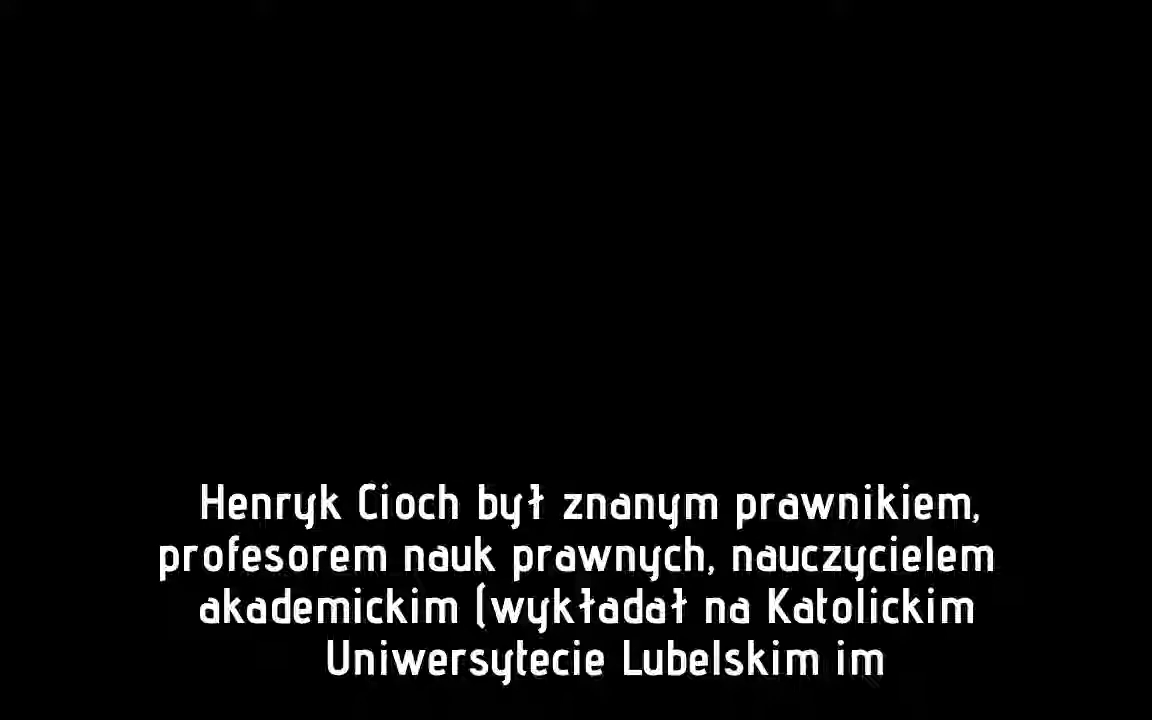 Henryk Cioch był znanym prawnikiem,
profesorem nauk prawnych, nauczycielem
akademickim (wykładał na Katolickim
Uniwersytecie Lubelskim im